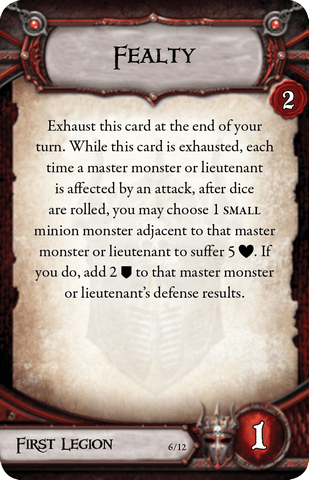 Fealty
2
Exhaust this card at the end of your
turn. While this card is exhausted, each
time a master monster or lieutenant
is affected by an attack, after dice
are rolled, you may choose 1 small
minion monster adjacent to that master
monster or lieutenant to suffer 5 ♥. If
you do, add 2 to that master monster
or lieutenant's defense results.
First Legion
6/12
1